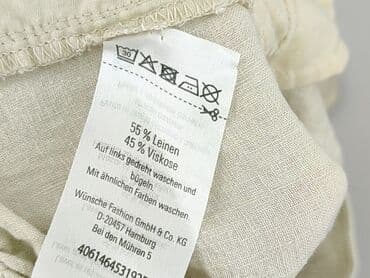 30
55 % Leinen
45 % Viskose
Auf links gedreht waschen und
bügeln.
Mit ähnlichen Farben waschen.
Wünsche Fashion GmbH & Co. KG
D-20457 Hamburg
Bei den Mühren 5